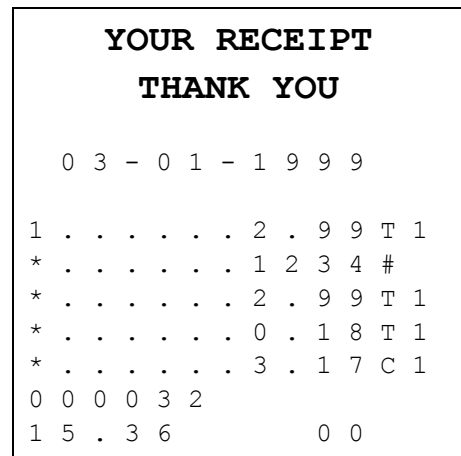 YOUR RECEIPT
THANK YOU
03-01-1999
1......2.99T1
*......1234#
*......2.99T1
*......0.18T1
*......3.17C1
000032
15.36 00